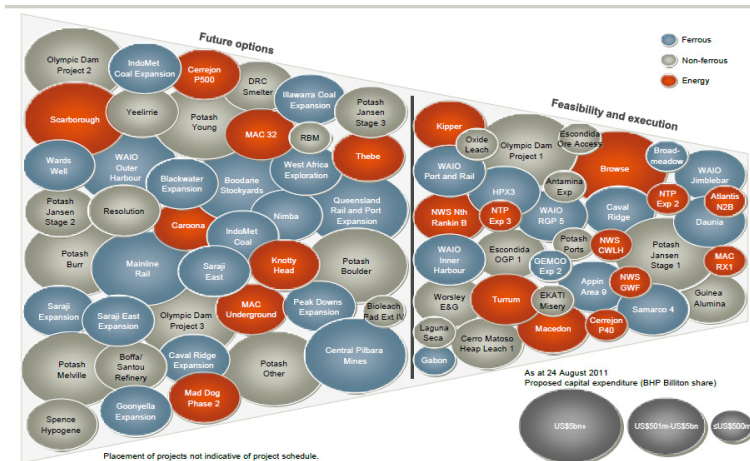 Future options
Feasibility and execution
Ferrous
Non-ferrous
Energy
Olympic Dam
Project 2
IndoMet
Coal Expansion
Cerrejon
P500
DRC
Smelter
Illawarra Coal
Expansion
Potash
Jansen
Stage 3
Scarborough
Yeelirrie
Potash
Young
MAC 32
RBM
Thebe
Wards
Well
WAIO
Outer
Harbour
Blackwater
Expansion
Boodarie
Stockyards
West Africa
Exploration
Queensland
Rail and Port
Expansion
Potash
Jansen
Stage 2
Resolution
Caroona
IndoMet
Coal
Nimba
Potash
Burr
Mainline
Rail
Saraji
East
Knotty
Head
Potash
Boulder
Saraji
Expansion
Saraji East
Expansion
Olympic Dam
Project 3
MAC
Underground
Peak Downs
Expansion
Bioleach
Rad Ext IV
Potash
Melville
Boffa/
Santou
Refinery
Caval Ridge
Expansion
Potash
Other
Central Pilbara
Mines
Spence
Hypogene
Goonyella
Expansion
Mad Dog
Phase 2
Kipper
Oxide
Leach
Olympic Dam
Project 1
Escondida
Ore Access
Browse
Broad-
meadow
WAIO
Jimblebar
WAIO
Port and Rail
HPX3
Antamina
Exp
Caval
Ridge
NTP
Exp 2
Atlantis
N2B
NWS Nth
Rankin B
NTP
Exp 3
WAIO
RGP 5
Daunia
WAIO
Inner
Harbour
Escondida
OGP 1
Potash
Ports
NWS
CWLH
GEMCO
Exp 2
Potash
Jansen
Stage 1
MAC
RX1
Worsley
E&G
Turrum
EKATI
Misery
Appin
Area 9
NWS
GWF
Guinea
Alumina
Laguna
Seca
Cerro Matoso
Heap Leach 1
Macedon
Cerrejon
P40
Samarco 4
Gabon
As at 24 August 2011
Proposed capital expenditure (BHP Billiton share)
US$5bn+
US$501m-US$5bn
≤US$500m
Placement of projects not indicative of project schedule.